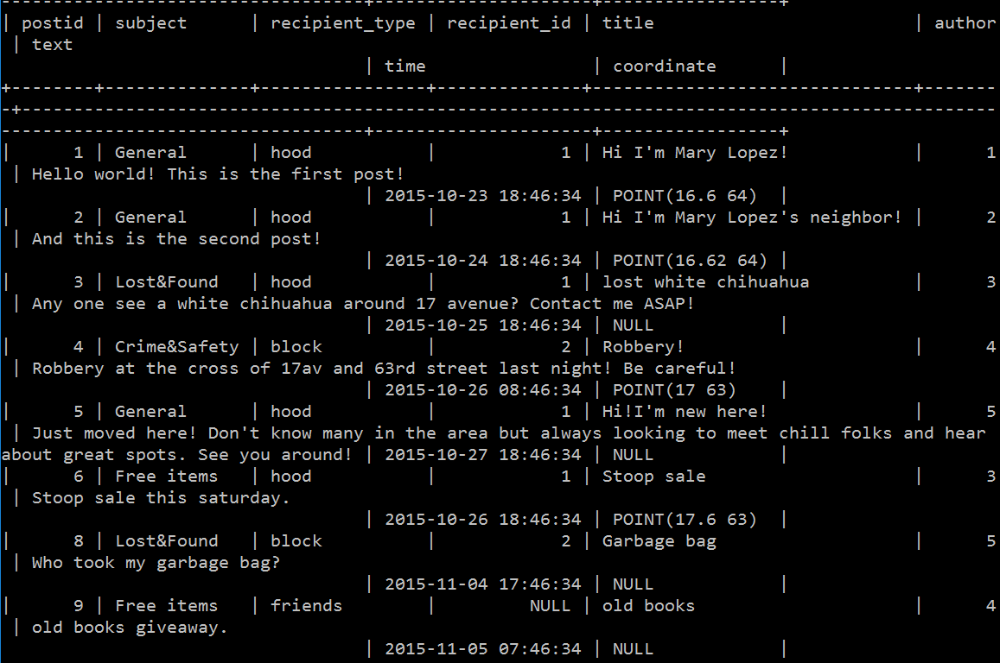 --------+-----------------------------------+---------------------+-----------------+
| postid | subject      | recipient_type | recipient_id | title                        | author
 | text
                                   | time                | coordinate      |
+--------+--------------+----------------+--------------+------------------------------+-------
-+----------------------------------------------------------------------------------------------
-----------------------------------+---------------------+-----------------+
|      1 | General      | hood           |            1 | Hi I'm Mary Lopez!            |      1
 | Hello world! This is the first post!
                                   | 2015-10-23 18:46:34 | POINT(16.6 64)  |
|      2 | General      | hood           |            1 | Hi I'm Mary Lopez's neighbor! |      2
 | And this is the second post!
                                   | 2015-10-24 18:46:34 | POINT(16.62 64) |
|      3 | Lost&Found   | hood           |            1 | lost white chihuahua          |      3
 | Any one see a white chihuahua around 17 avenue? Contact me ASAP!
                                   | 2015-10-25 18:46:34 | NULL            |
|      4 | Crime&Safety | block          |            2 | Robbery!                      |      4
 | Robbery at the cross of 17av and 63rd street last night! Be careful!
                                   | 2015-10-26 08:46:34 | POINT(17 63)    |
|      5 | General      | hood           |            1 | Hi!I'm new here!              |      5
 | Just moved here! Don't know many in the area but always looking to meet chill folks and hear
about great spots. See you around! | 2015-10-27 18:46:34 | NULL            |
|      6 | Free items   | hood           |            1 | Stoop sale                    |      3
 | Stoop sale this saturday.
                                   | 2015-10-26 18:46:34 | POINT(17.6 63)  |
|      8 | Lost&Found   | block          |            2 | Garbage bag                   |      5
 | Who took my garbage bag?
                                   | 2015-11-04 17:46:34 | NULL            |
|      9 | Free items   | friends        |         NULL | old books                     |      4
 | old books giveaway.
                                   | 2015-11-05 07:46:34 | NULL            |